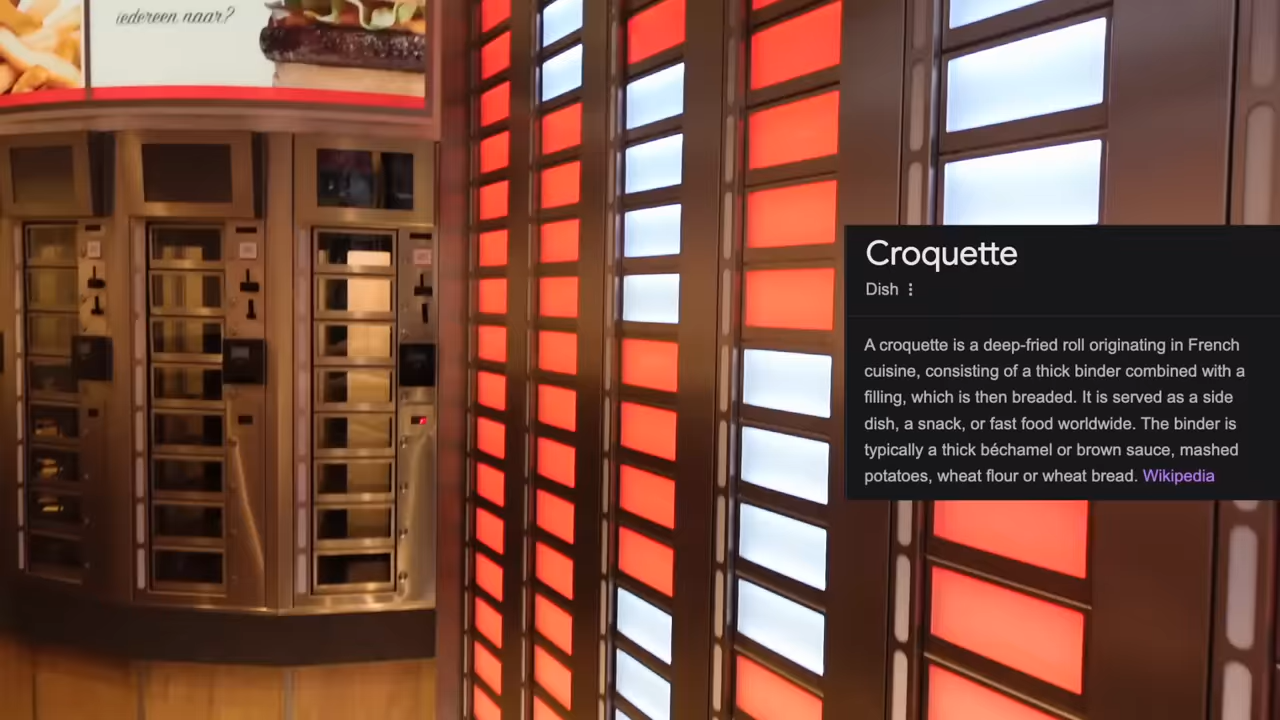 iedereen naar?
Croquette
Dish
A croquette is a deep-fried roll originating in French
cuisine, consisting of a thick binder combined with a
filling, which is then breaded. It is served as a side
dish, a snack, or fast food worldwide. The binder is
typically a thick béchamel or brown sauce, mashed
potatoes, wheat flour or wheat bread. Wikipedia